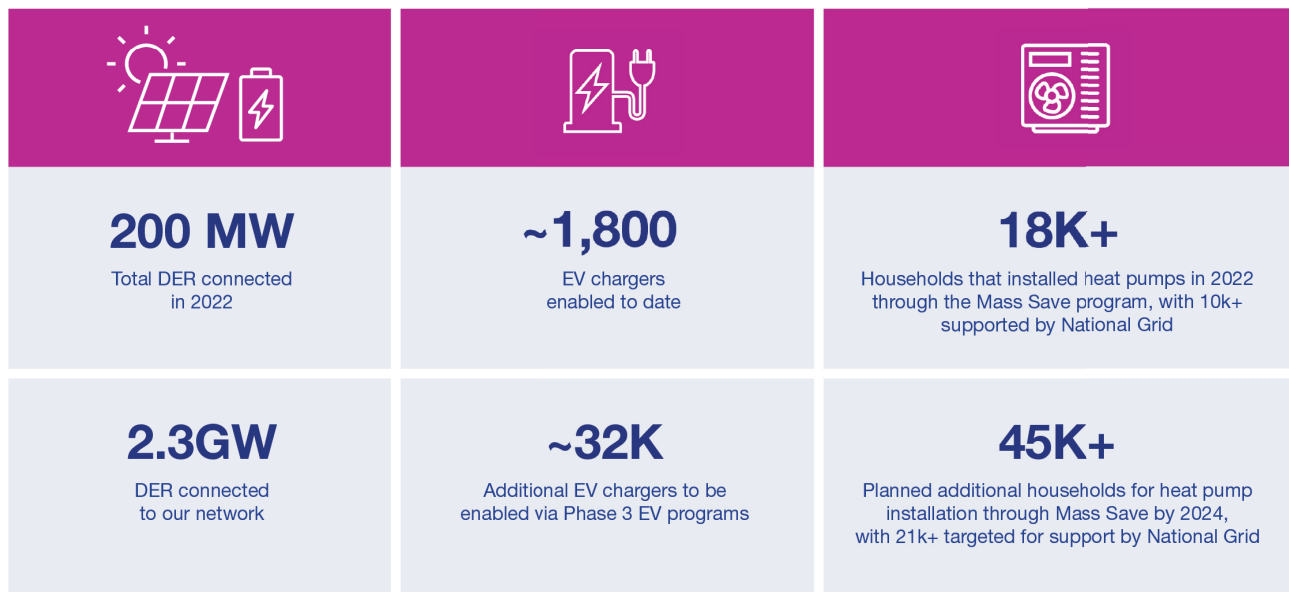 200 MW
Total DER connected
in 2022
~1,800
EV chargers
enabled to date
18K+
Households that installed heat pumps in 2022
through the Mass Save program, with 10k+
supported by National Grid
2.3GW
DER connected
to our network
~32K
Additional EV chargers to be
enabled via Phase 3 EV programs
45K+
Planned additional households for heat pump
installation through Mass Save by 2024,
with 21k+ targeted for support by National Grid